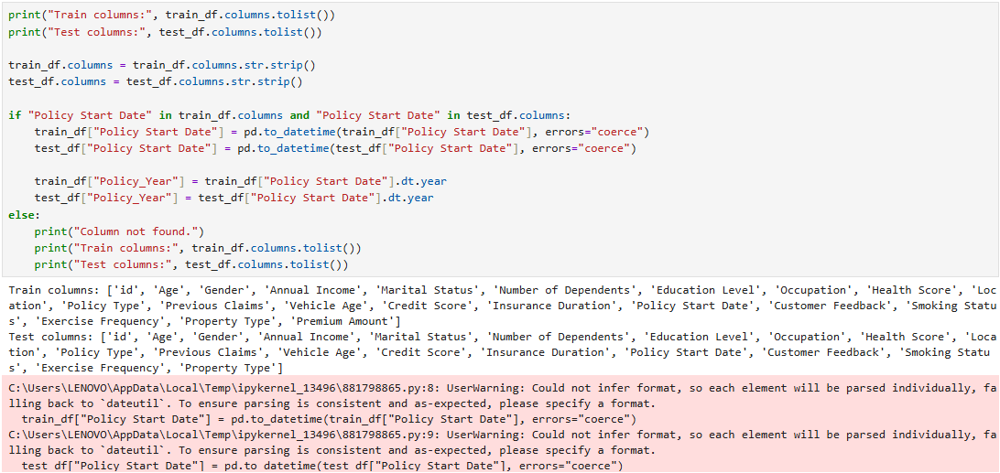 print("Train columns:", train_df.columns.tolist())
print("Test columns:", test_df.columns.tolist())
train_df.columns = train_df.columns.str.strip()
test_df.columns = test_df.columns.str.strip()
if "Policy Start Date" in train_df.columns and "Policy Start Date" in test_df.columns:
    train_df["Policy Start Date"] = pd.to_datetime(train_df["Policy Start Date"], errors="coerce")
    test_df["Policy Start Date"] = pd.to_datetime(test_df["Policy Start Date"], errors="coerce")
    train_df["Policy_Year"] = train_df["Policy Start Date"].dt.year
    test_df["Policy_Year"] = test_df["Policy Start Date"].dt.year
else:
    print("Column not found.")
    print("Train columns:", train_df.columns.tolist())
    print("Test columns:", test_df.columns.tolist())
Train columns: ['id', 'Age', 'Gender', 'Annual Income', 'Marital Status', 'Number of Dependents', 'Education Level', 'Occupation', 'Health Score', 'Loc
ation', 'Policy Type', 'Previous Claims', 'Vehicle Age', 'Credit Score', 'Insurance Duration', 'Policy Start Date', 'Customer Feedback', 'Smoking Statu
s', 'Exercise Frequency', 'Property Type', 'Premium Amount']
Test columns: ['id', 'Age', 'Gender', 'Annual Income', 'Marital Status', 'Number of Dependents', 'Education Level', 'Occupation', 'Health Score', 'Loca
tion', 'Policy Type', 'Previous Claims', 'Vehicle Age', 'Credit Score', 'Insurance Duration', 'Policy Start Date', 'Customer Feedback', 'Smoking Statu
s', 'Exercise Frequency', 'Property Type']
C:\Users\LENOVO\AppData\Local\Temp\ipykernel_13496\881798865.py:8: UserWarning: Could not infer format, so each element will be parsed individually, fa
lling back to `dateutil`. To ensure parsing is consistent and as-expected, please specify a format.
  train_df["Policy Start Date"] = pd.to_datetime(train_df["Policy Start Date"], errors="coerce")
C:\Users\LENOVO\AppData\Local\Temp\ipykernel_13496\881798865.py:9: UserWarning: Could not infer format, so each element will be parsed individually, fa
lling back to `dateutil`. To ensure parsing is consistent and as-expected, please specify a format.
  test_df["Policy Start Date"] = pd.to_datetime(test_df["Policy Start Date"], errors="coerce")